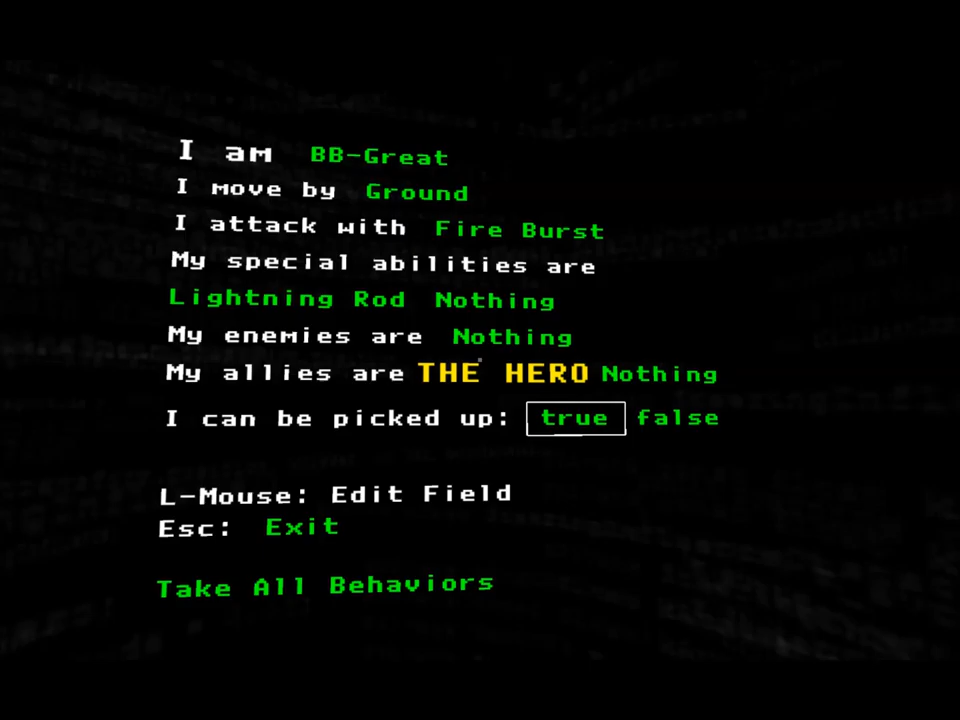 I am BB-Great
I move by Ground
I attack with Fire Burst
My special abilities are
Lightning Rod Nothing
My enemies are Nothing
My allies are THE HERO Nothing
I can be picked up: true false
L-Mouse: Edit Field
Esc: Exit
Take All Behaviors